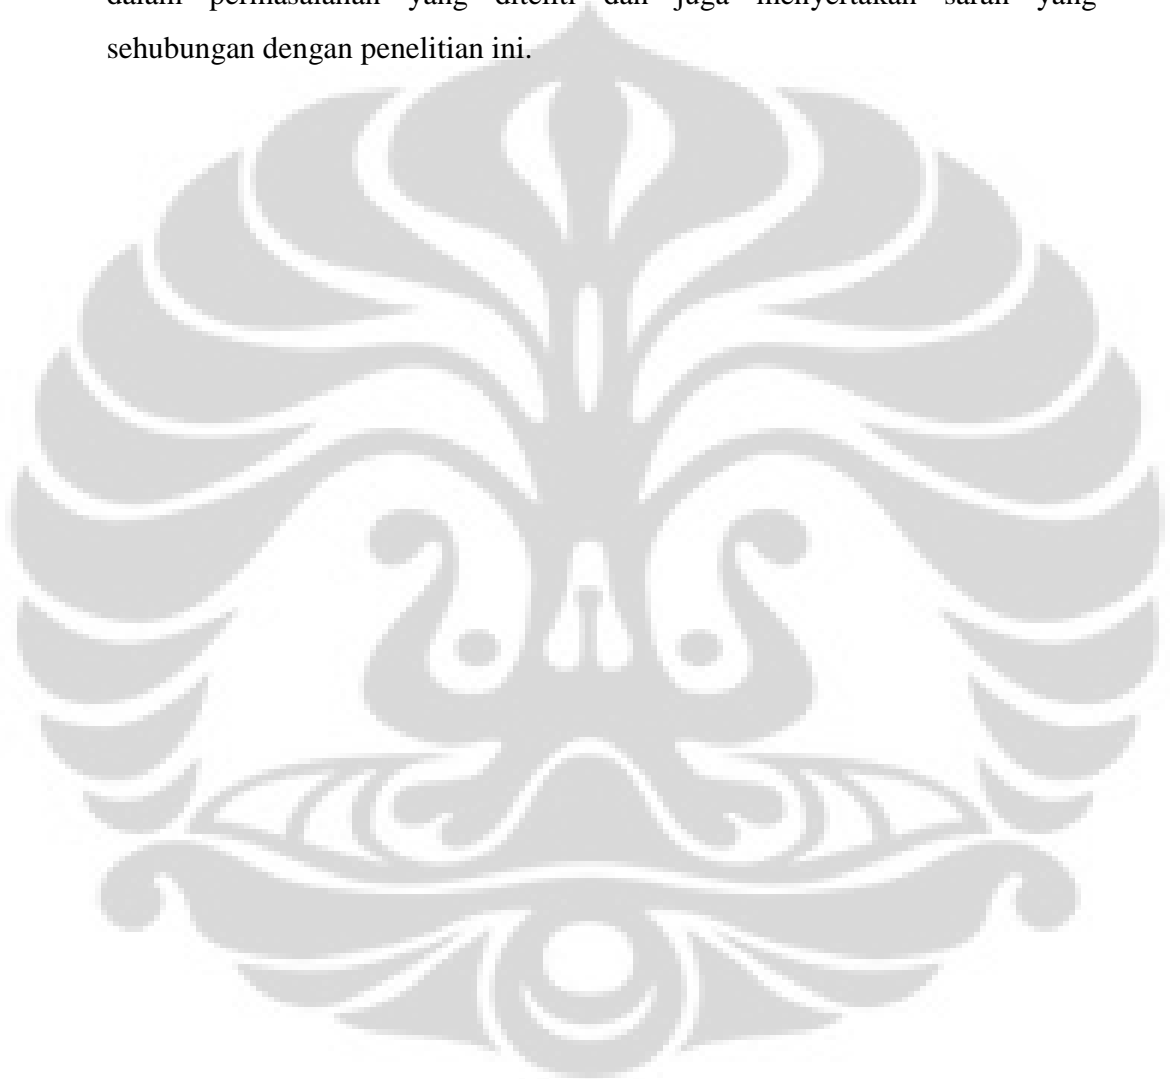 dalam permasalahan yang diteliti dan juga menyertakan saran yang
sehubungan dengan penelitian ini.